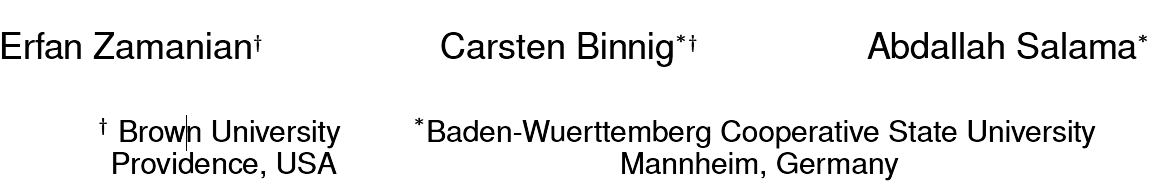 Erfan Zamanian† Carsten Binnig*† Abdallah Salama*
† Brown University *Baden-Wuerttemberg Cooperative State University
Providence, USA Mannheim, Germany